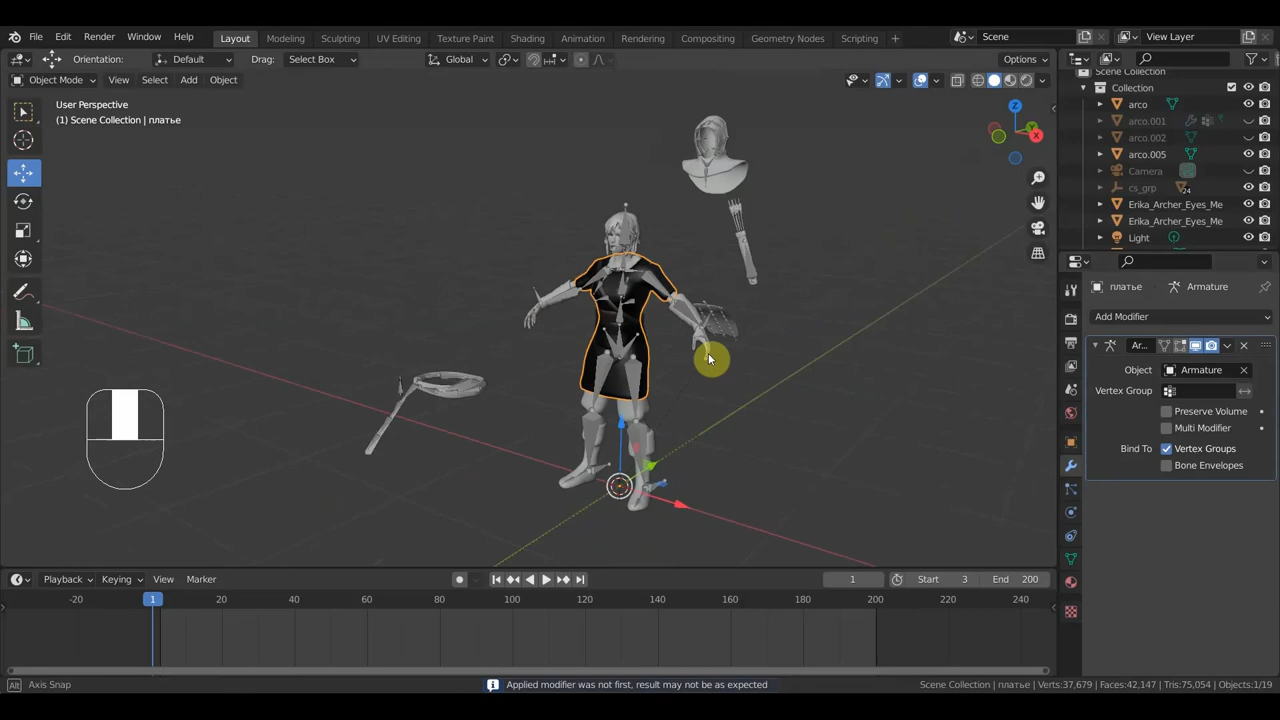 File Edit Render Window Help Layout Modeling Sculpting UV Editing Texture Paint Shading Animation Rendering Compositing Geometry Nodes Scripting + Scene View Layer
Orientation: Default Drag: Select Box Global Options
Object Mode View Select Add Object
User Perspective
(1) Scene Collection | платье
Z
Y
X
Scene Collection
Collection
arco
arco.001
arco.002
arco.005
Camera
cs_grp 24
Erika_Archer_Eyes_Me
Erika_Archer_Eyes_Me
Light
платье Armature
Add Modifier
Ar...
Object Armature
Vertex Group
Preserve Volume
Multi Modifier
Bind To Vertex Groups
Bone Envelopes
Playback Keying View Marker 1 Start 3 End 200
-20 1 20 40 60 80 100 120 140 160 180 200 220 240
Alt Axis Snap Applied modifier was not first, result may not be as expected Scene Collection | платье | Verts:37,679 | Faces:42,147 | Tris:75,054 | Objects:1/19